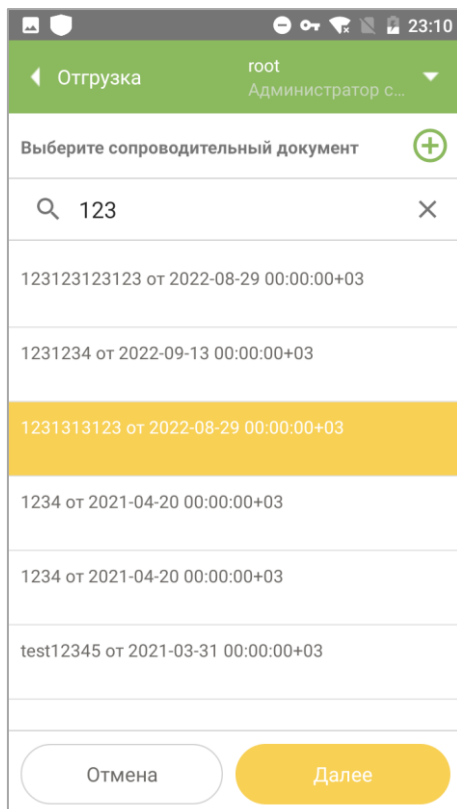 23:10
Отгрузка
root
Администратор с...
Выберите сопроводительный документ
123
123123123123 от 2022-08-29 00:00:00+03
1231234 от 2022-09-13 00:00:00+03
1231313123 от 2022-08-29 00:00:00+03
1234 от 2021-04-20 00:00:00+03
1234 от 2021-04-20 00:00:00+03
test12345 от 2021-03-31 00:00:00+03
Отмена
Далее